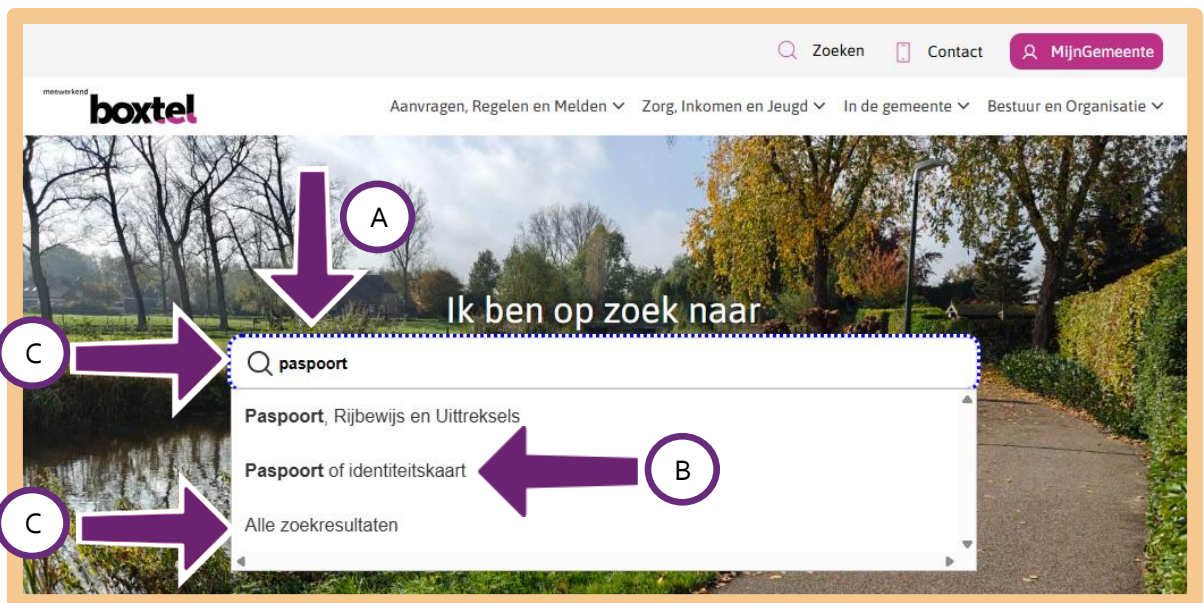 Zoeken Contact MijnGemeente
meewerkend
boxtel
Aanvragen, Regelen en Melden Zorg, Inkomen en Jeugd In de gemeente Bestuur en Organisatie
A
Ik ben op zoek naar
C
paspoort
Paspoort, Rijbewijs en Uittreksels
Paspoort of identiteitskaart
B
C
Alle zoekresultaten